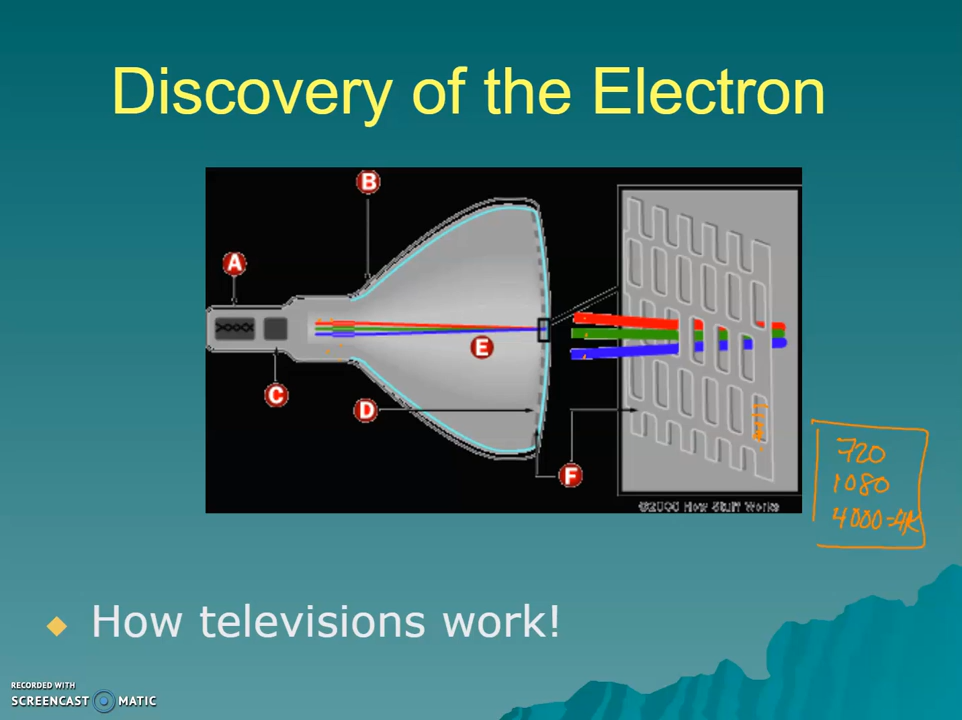 Discovery of the Electron
B
A
E
C
D
F
720
1080
4000=4K
©2000 How Stuff Works
How televisions work!
RECORDED WITH
SCREENCAST MATIC